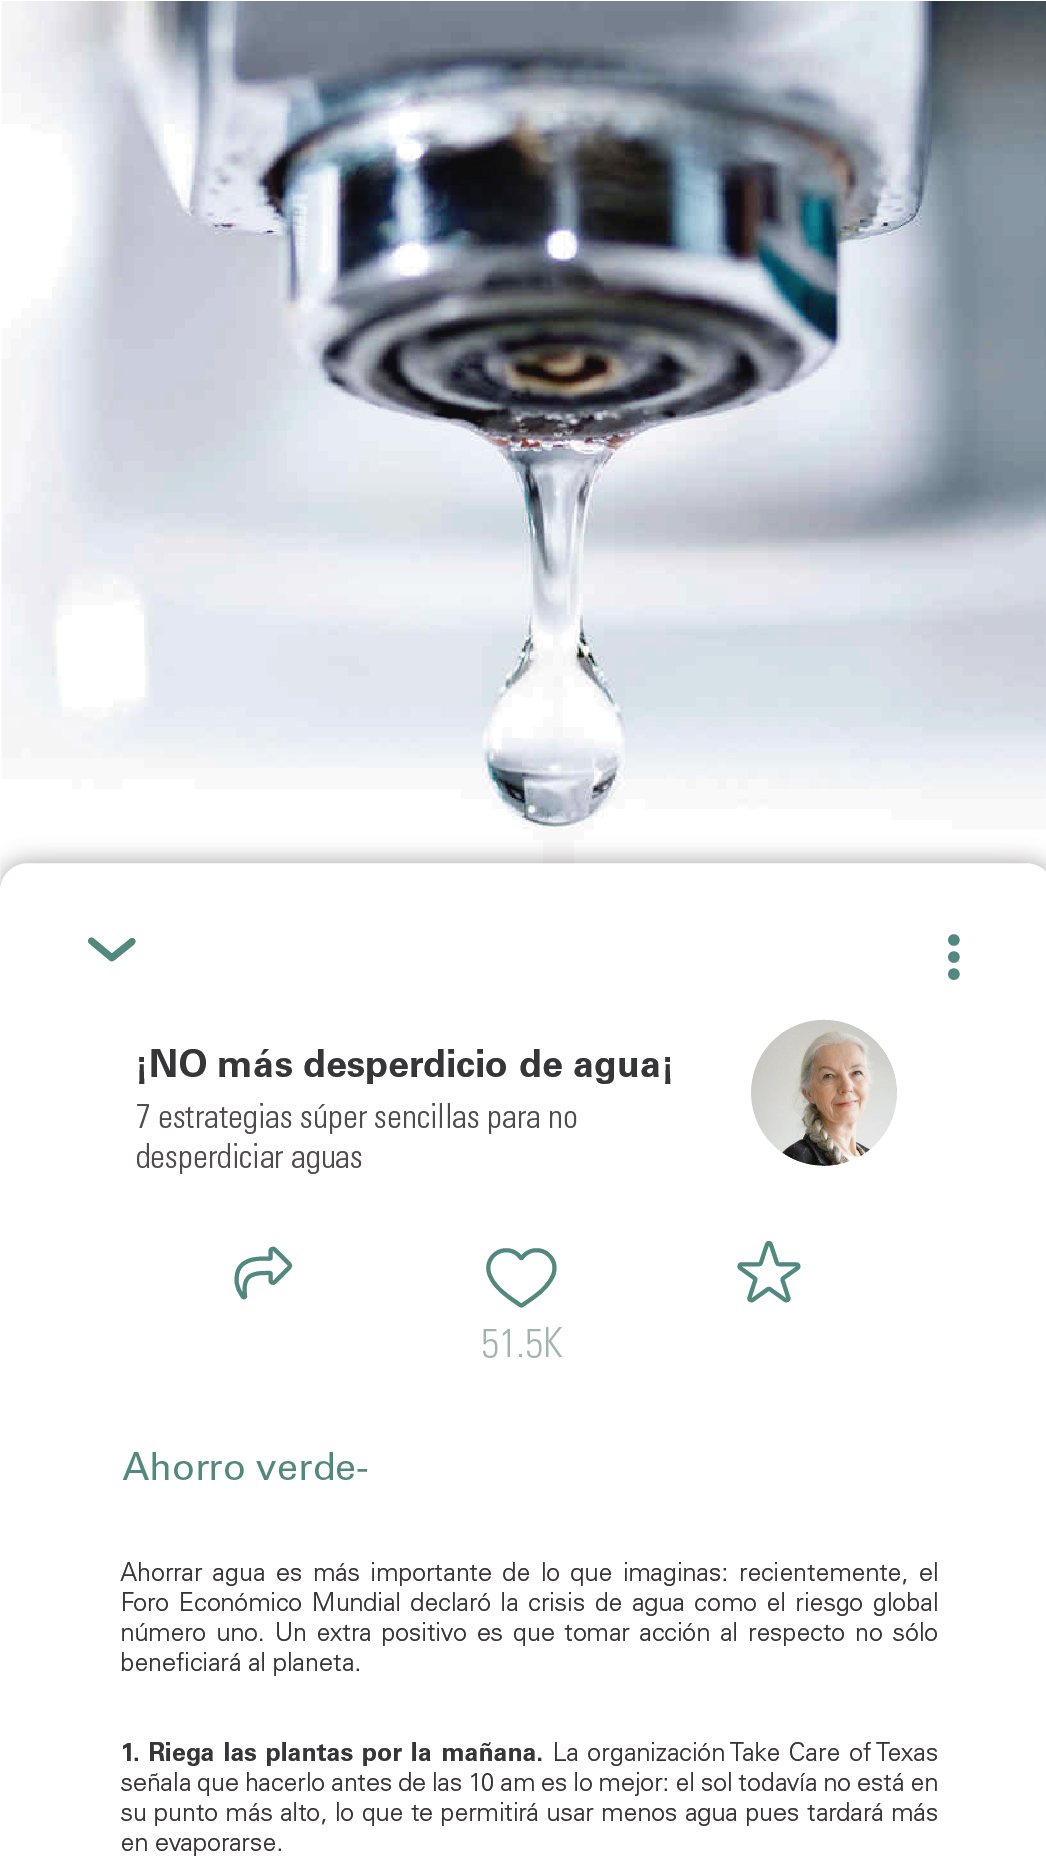 ¡NO más desperdicio de agua¡
7 estrategias súper sencillas para no
desperdiciar aguas
51.5K
Ahorro verde-
Ahorrar agua es más importante de lo que imaginas: recientemente, el
Foro Económico Mundial declaró la crisis de agua como el riesgo global
número uno. Un extra positivo es que tomar acción al respecto no sólo
beneficiará al planeta.
1. Riega las plantas por la mañana. La organización Take Care of Texas
señala que hacerlo antes de las 10 am es lo mejor: el sol todavía no está en
su punto más alto, lo que te permitirá usar menos agua pues tardará más
en evaporarse.